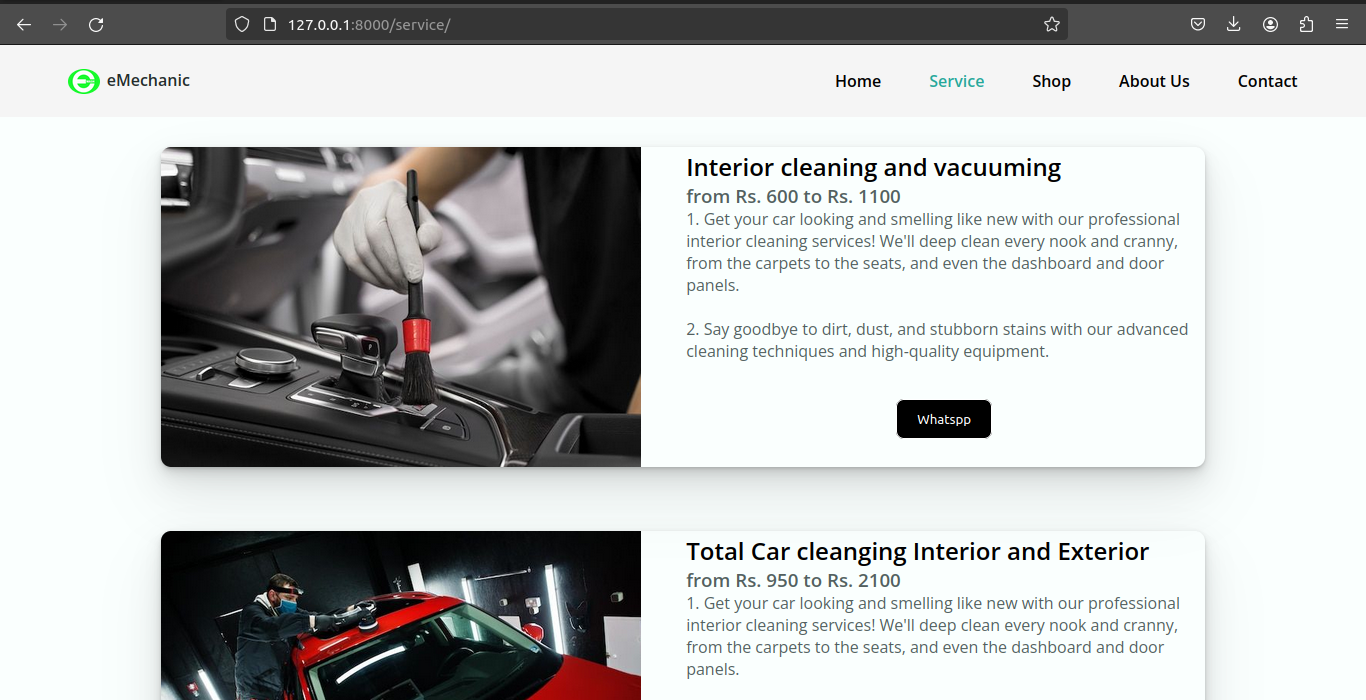 127.0.0.1:8000/service/
eMechanic
Home Service Shop About Us Contact
Interior cleaning and vacuuming
from Rs. 600 to Rs. 1100
1. Get your car looking and smelling like new with our professional
interior cleaning services! We'll deep clean every nook and cranny,
from the carpets to the seats, and even the dashboard and door
panels.
2. Say goodbye to dirt, dust, and stubborn stains with our advanced
cleaning techniques and high-quality equipment.
Whatspp
Total Car cleanging Interior and Exterior
from Rs. 950 to Rs. 2100
1. Get your car looking and smelling like new with our professional
interior cleaning services! We'll deep clean every nook and cranny,
from the carpets to the seats, and even the dashboard and door
panels.